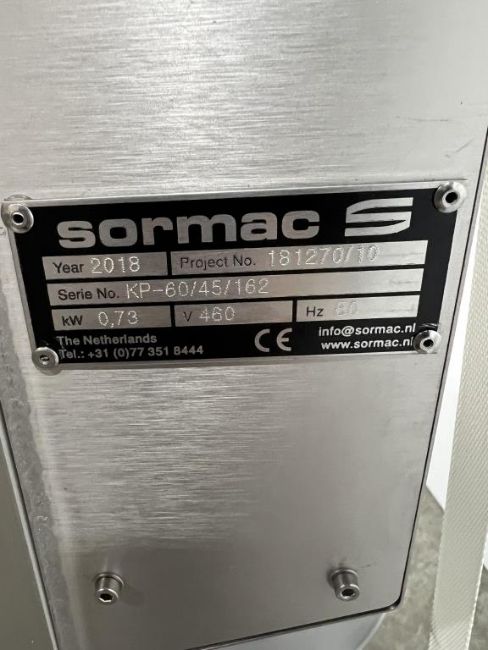 sormac S
Year 2018 Project No. 181270/10
Serie No. KP-60/45/162
kW 0,73 V 460 Hz
The Netherlands CE info@sormac.nl
Tel.: +31 (0)77 351 8444 www.sormac.nl